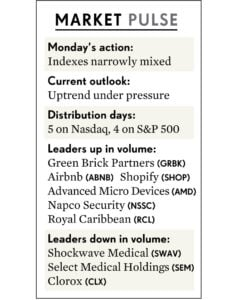 MARKET PULSE
Monday's action:
Indexes narrowly mixed
Current outlook:
Uptrend under pressure
Distribution days:
5 on Nasdaq, 4 on S&P 500
Leaders up in volume:
Green Brick Partners (GRBK)
Airbnb (ABNB) Shopify (SHOP)
Advanced Micro Devices (AMD)
Napco Security (NSSC)
Royal Caribbean (RCL)
Leaders down in volume:
Shockwave Medical (SWAV)
Select Medical Holdings (SEM)
Clorox (CLX)